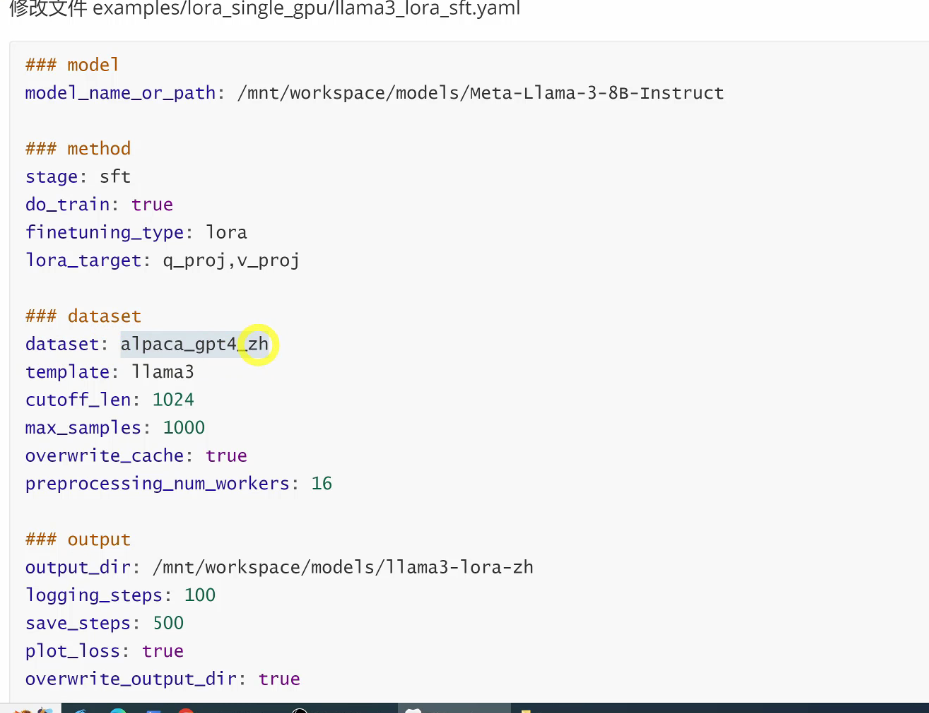 修改文件 examples/lora_single_gpu/llama3_lora_sft.yaml
### model
model_name_or_path: /mnt/workspace/models/Meta-Llama-3-8B-Instruct
### method
stage: sft
do_train: true
finetuning_type: lora
lora_target: q_proj,v_proj
### dataset
dataset: alpaca_gpt4_zh
template: llama3
cutoff_len: 1024
max_samples: 1000
overwrite_cache: true
preprocessing_num_workers: 16
### output
output_dir: /mnt/workspace/models/llama3-lora-zh
logging_steps: 100
save_steps: 500
plot_loss: true
overwrite_output_dir: true